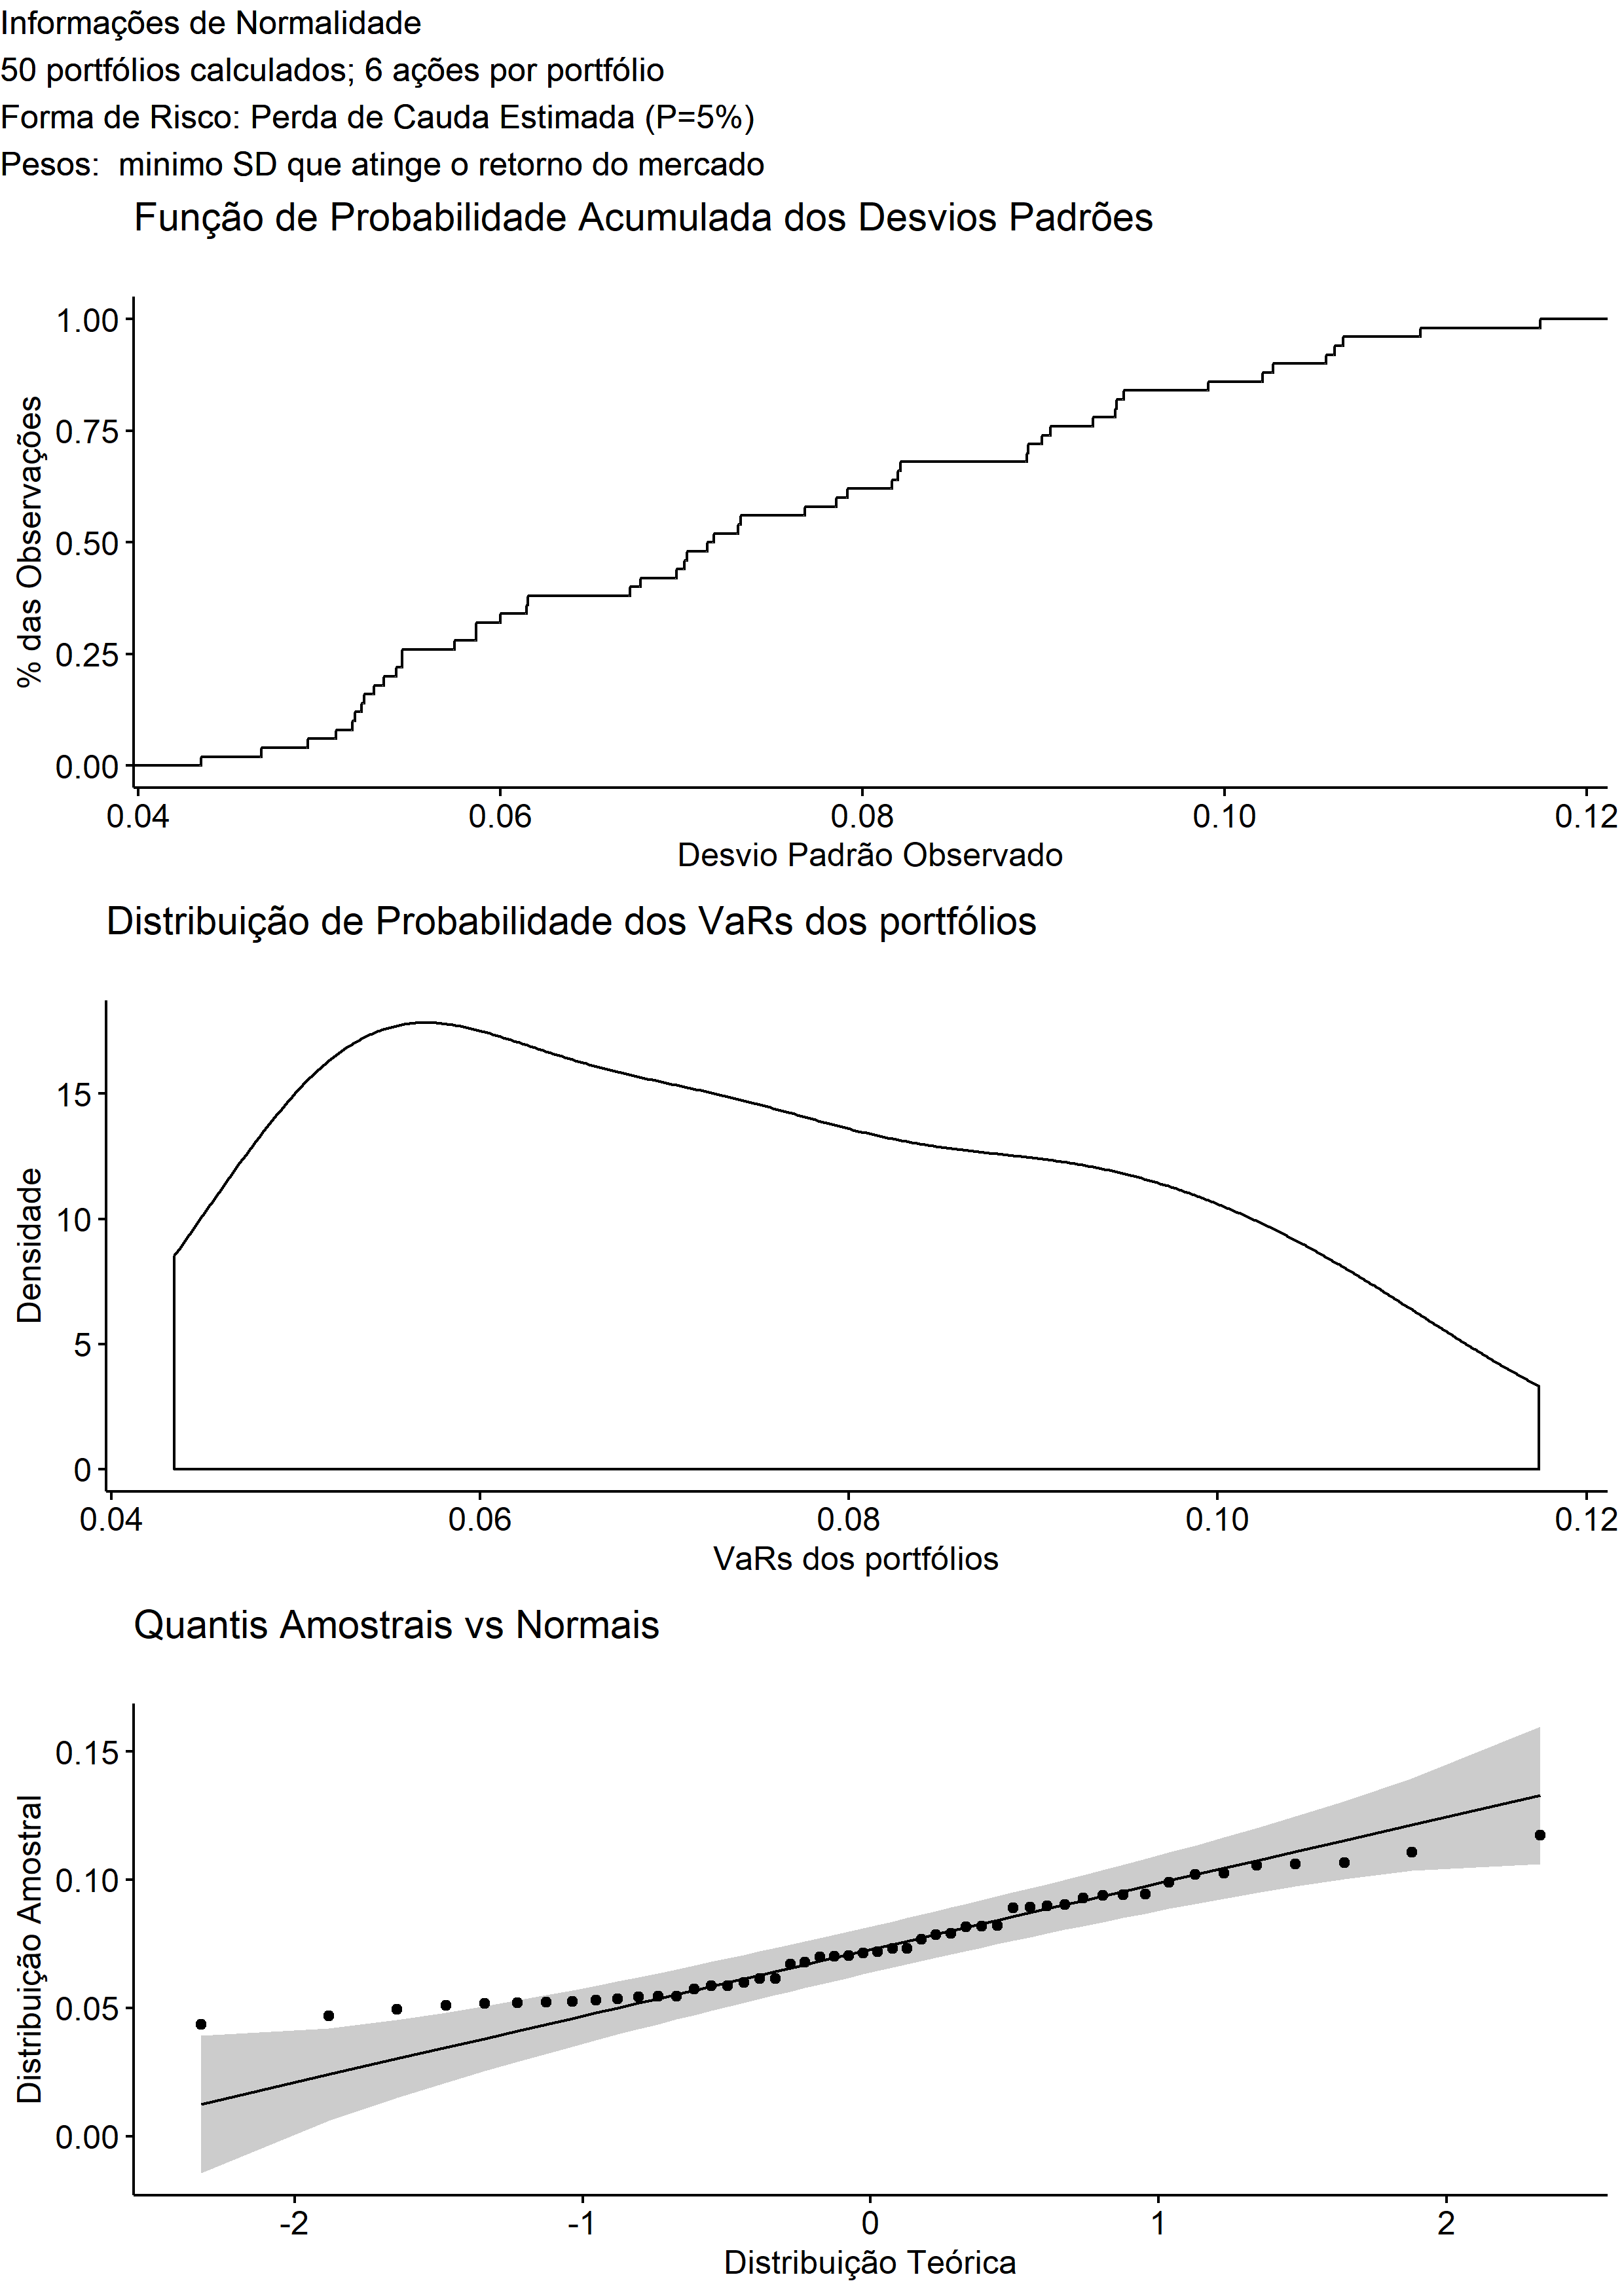 Informações de Normalidade
50 portfólios calculados; 6 ações por portfólio
Forma de Risco: Perda de Cauda Estimada (P=5%)
Pesos:  minimo SD que atinge o retorno do mercado
Função de Probabilidade Acumulada dos Desvios Padrões
% das Observações
1.00
0.75
0.50
0.25
0.00
0.04 0.06 0.08 0.10 0.12
Desvio Padrão Observado
Distribuição de Probabilidade dos VaRs dos portfólios
Densidade
15
10
5
0
0.04 0.06 0.08 0.10 0.12
VaRs dos portfólios
Quantis Amostrais vs Normais
Distribuição Amostral
0.15
0.10
0.05
0.00
-2 -1 0 1 2
Distribuição Teórica